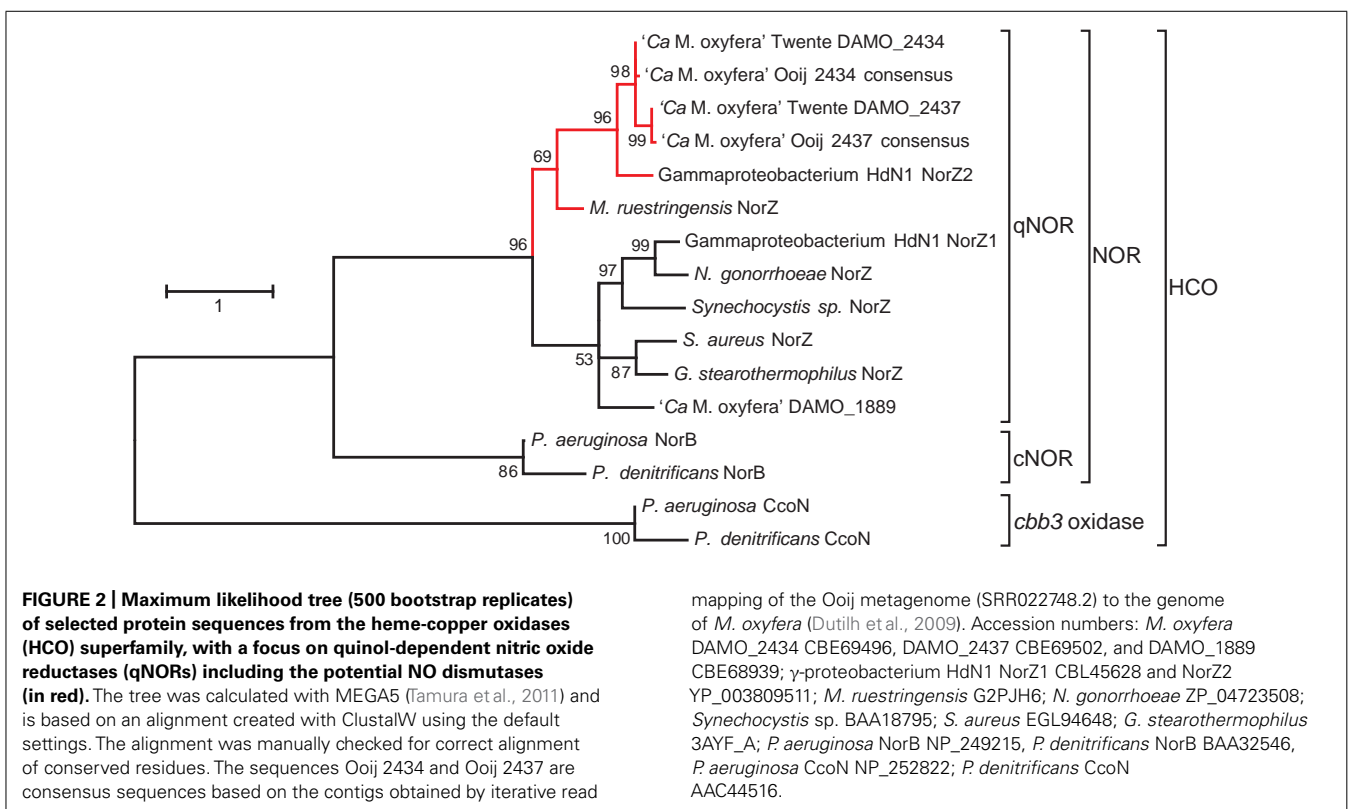 'Ca M. oxyfera' Twente DAMO_2434
98
'Ca M. oxyfera' Ooij 2434 consensus
'Ca M. oxyfera' Twente DAMO_2437
96
99
'Ca M. oxyfera' Ooij 2437 consensus
69
Gammaproteobacterium HdN1 NorZ2
M. ruestringensis NorZ
qNOR
96
99
Gammaproteobacterium HdN1 NorZ1
NOR
97
N. gonorrhoeae NorZ
HCO
1
Synechocystis sp. NorZ
S. aureus NorZ
53
87
G. stearothermophilus NorZ
'Ca M. oxyfera' DAMO_1889
P. aeruginosa NorB
cNOR
86
P. denitrificans NorB
P. aeruginosa CcoN
cbb3 oxidase
100
P. denitrificans CcoN
FIGURE 2 | Maximum likelihood tree (500 bootstrap replicates)
of selected protein sequences from the heme-copper oxidases
(HCO) superfamily, with a focus on quinol-dependent nitric oxide
reductases (qNORs) including the potential NO dismutases
(in red). The tree was calculated with MEGA5 (Tamura et al., 2011) and
is based on an alignment created with ClustalW using the default
settings. The alignment was manually checked for correct alignment
of conserved residues. The sequences Ooij 2434 and Ooij 2437 are
consensus sequences based on the contigs obtained by iterative read
mapping of the Ooij metagenome (SRR022748.2) to the genome
of M. oxyfera (Dutilh et al., 2009). Accession numbers: M. oxyfera
DAMO_2434 CBE69496, DAMO_2437 CBE69502, and DAMO_1889
CBE68939; γ-proteobacterium HdN1 NorZ1 CBL45628 and NorZ2
YP_003809511; M. ruestringensis G2PJH6; N. gonorrhoeae ZP_04723508;
Synechocystis sp. BAA18795; S. aureus EGL94648; G. stearothermophilus
3AYF_A; P. aeruginosa NorB NP_249215, P. denitrificans NorB BAA32546,
P. aeruginosa CcoN NP_252822; P. denitrificans CcoN
AAC44516.